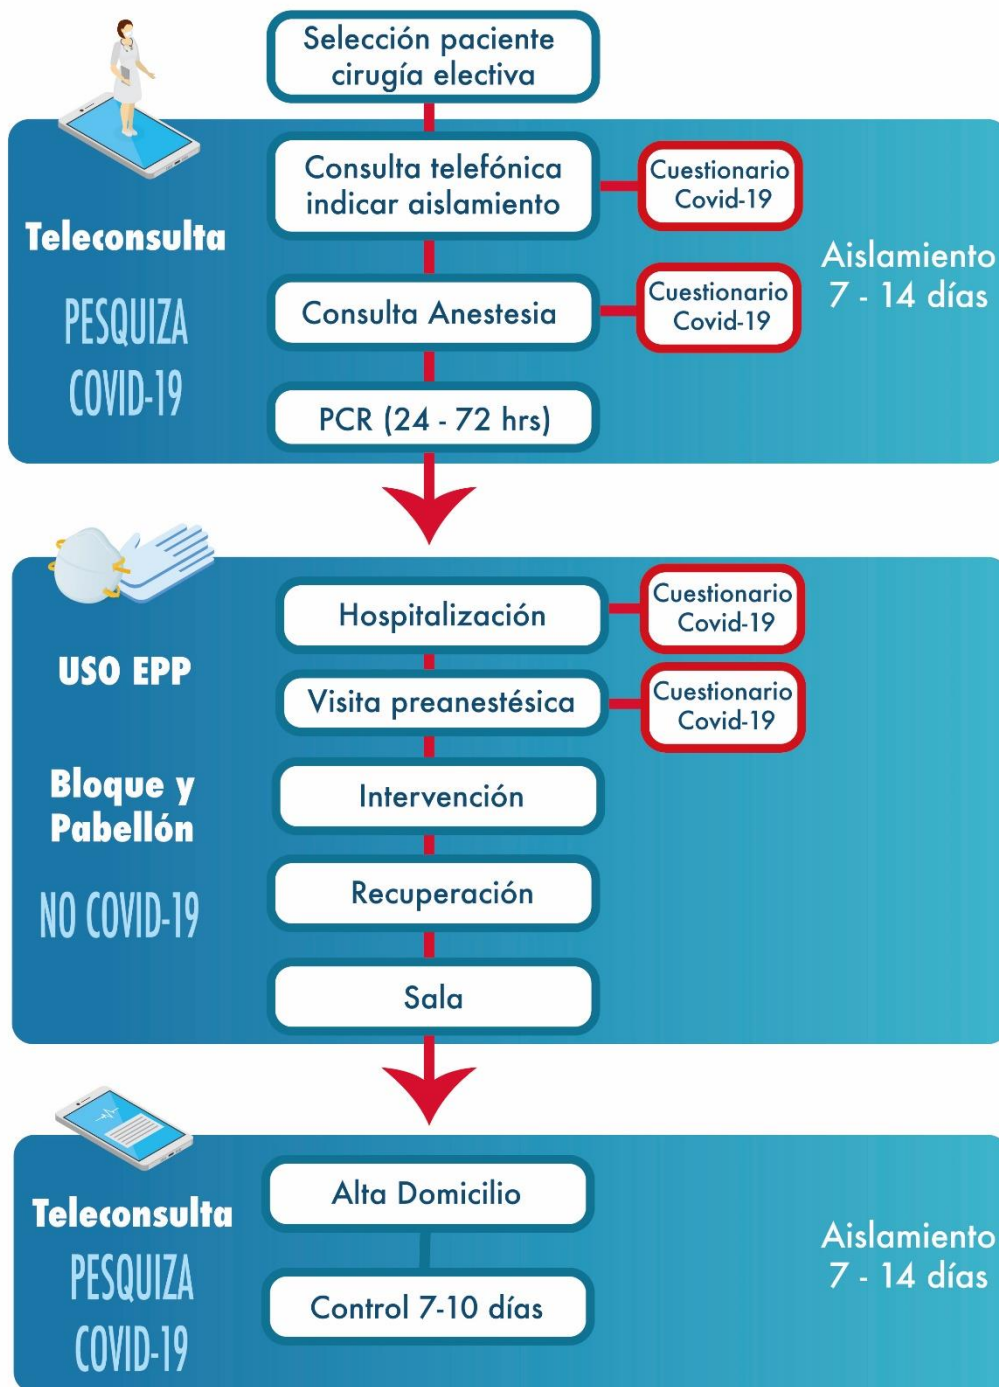 Selección paciente
cirugía electiva
Teleconsulta
PESQUIZA
COVID-19
Consulta telefónica
indicar aislamiento
Cuestionario
Covid-19
Consulta Anestesia
Cuestionario
Covid-19
PCR (24 - 72 hrs)
Aislamiento
7 - 14 días
USO EPP
Bloque y
Pabellón
NO COVID-19
Hospitalización
Cuestionario
Covid-19
Visita preanestésica
Cuestionario
Covid-19
Intervención
Recuperación
Sala
Teleconsulta
PESQUIZA
COVID-19
Alta Domicilio
Control 7-10 días
Aislamiento
7 - 14 días